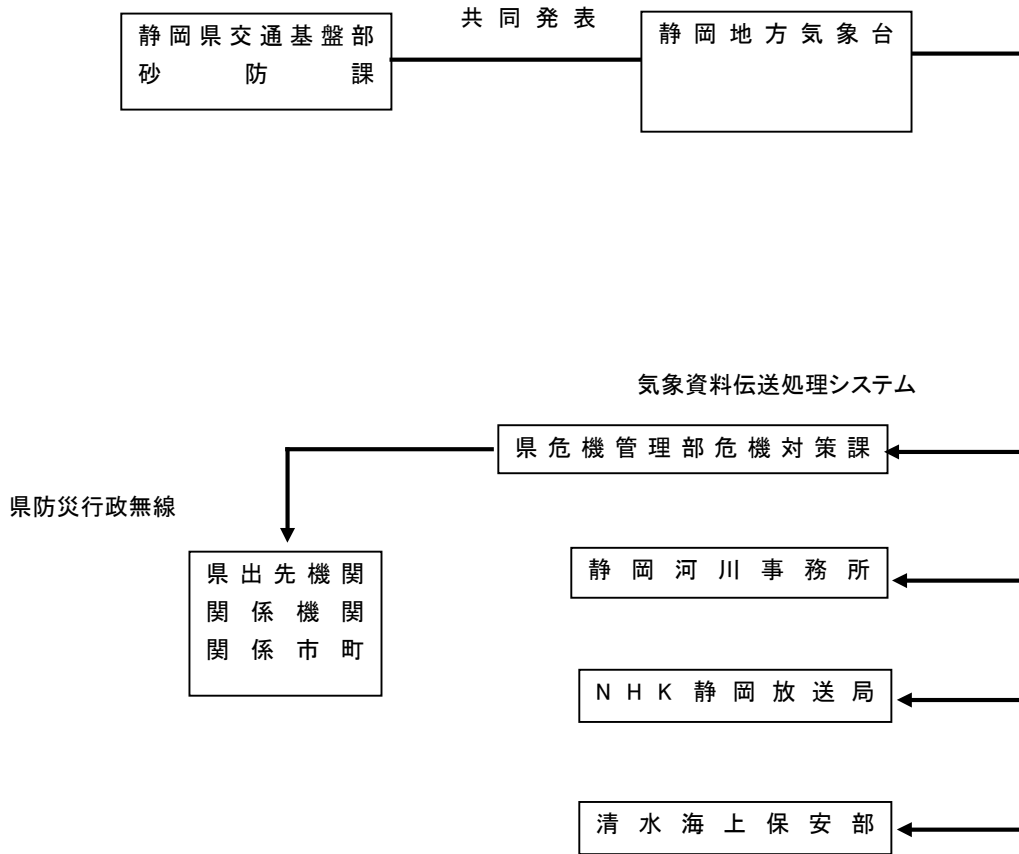 共同発表
静岡県交通基盤部
砂防課
静岡地方気象台
気象資料伝送処理システム
県危機管理部危機対策課
県防災行政無線
県出先機関
関係機関
関係市町
静岡河川事務所
NHK静岡放送局
清水海上保安部